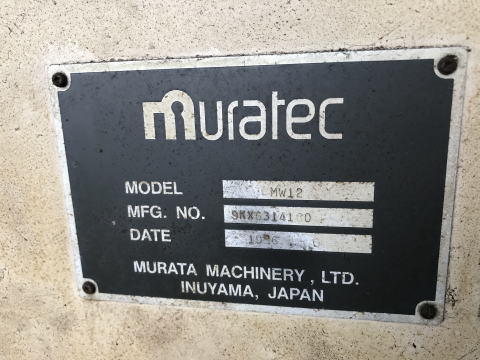 muratec
MODEL MW12
MFG. NO.
DATE
MURATA MACHINERY, LTD.
INUYAMA, JAPAN